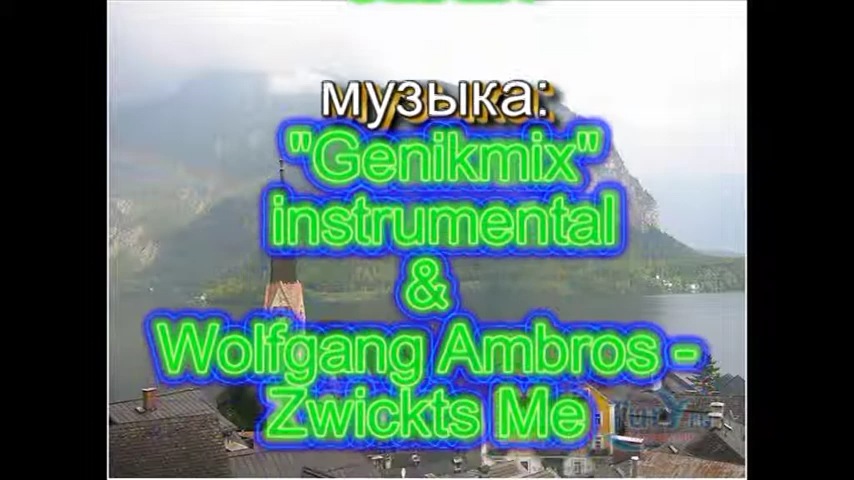 музыка:
"Genikmix"
instrumental
&
Wolfgang Ambros -
Zwickts Me